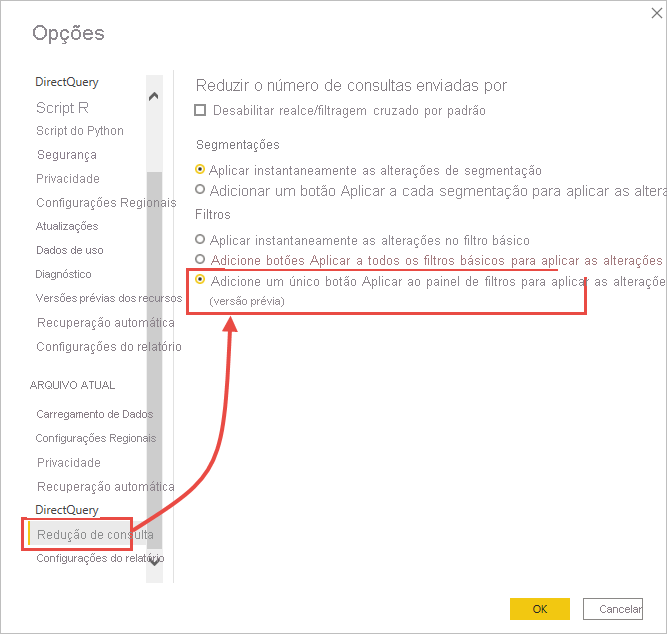 Opções
DirectQuery
Script R
Script do Python
Segurança
Privacidade
Configurações Regionais
Atualizações
Dados de uso
Diagnóstico
Versões prévias dos recursos
Recuperação automática
Configurações do relatório
ARQUIVO ATUAL
Carregamento de Dados
Configurações Regionais
Privacidade
Recuperação automática
DirectQuery
Redução de consulta
Configurações do relatório
Reduzir o número de consultas enviadas por
Desabilitar realce/filtragem cruzado por padrão
Segmentações
Aplicar instantaneamente as alterações de segmentação
Adicionar um botão Aplicar a cada segmentação para aplicar as altera
Filtros
Aplicar instantaneamente as alterações no filtro básico
Adicione botões Aplicar a todos os filtros básicos para aplicar as alterações
Adicione um único botão Aplicar ao painel de filtros para aplicar as alteraçõe
(versão prévia)
OK
Cancelar